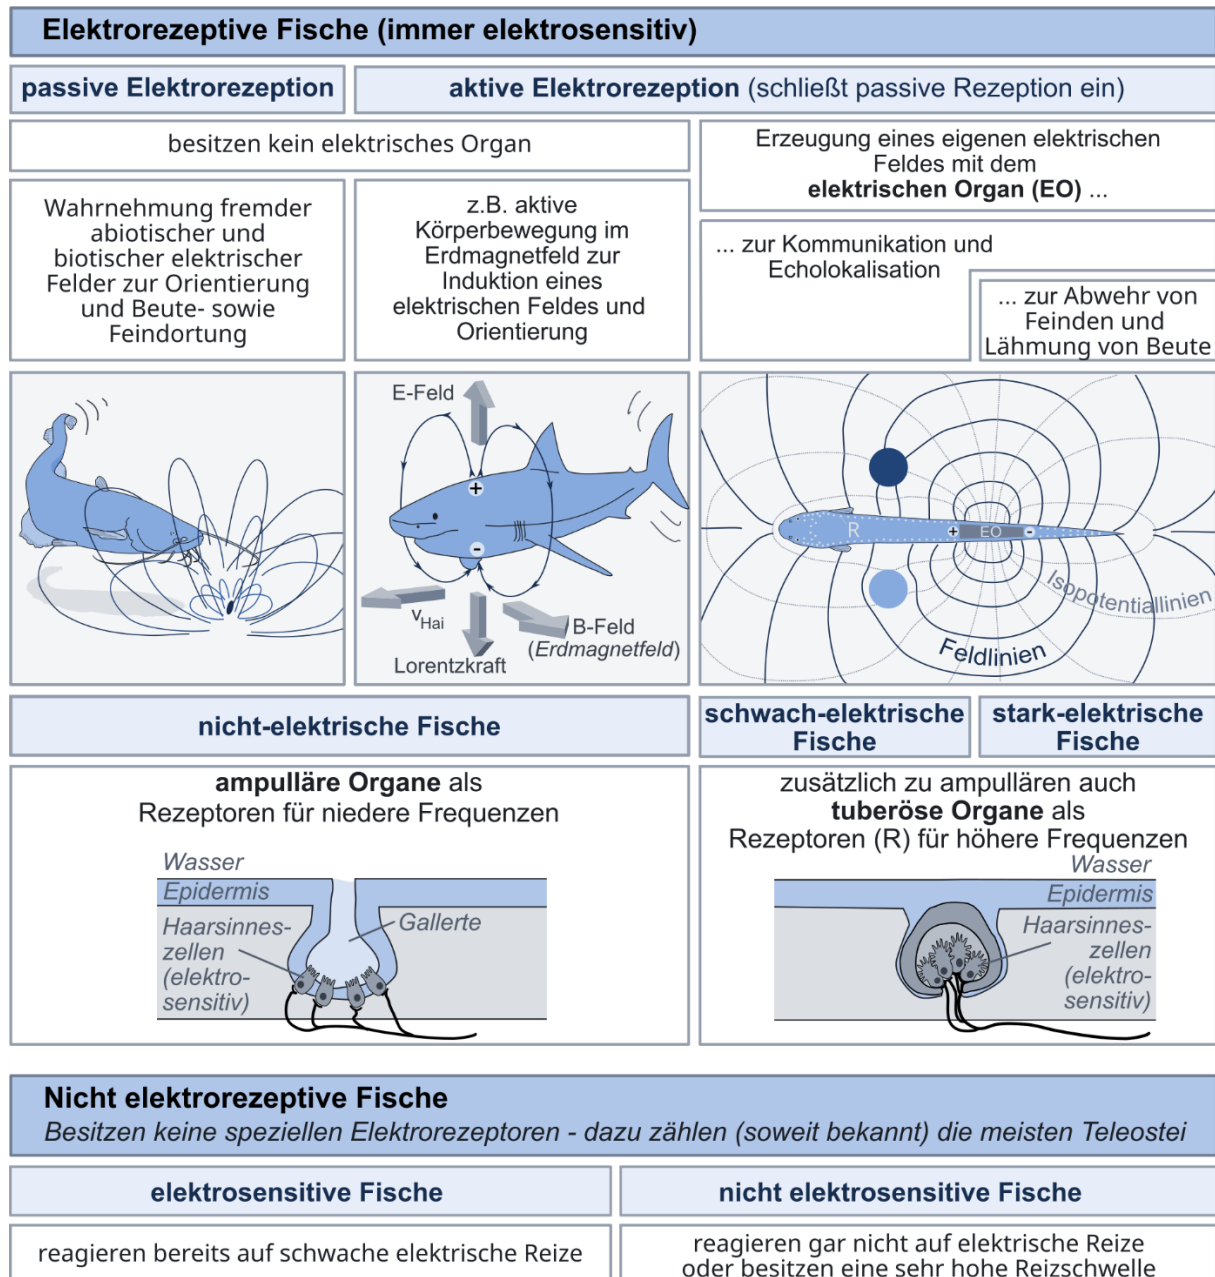 Elektrorezeptive Fische (immer elektrosensitiv)
passive Elektrorezeption
aktive Elektrorezeption (schließt passive Rezeption ein)
besitzen kein elektrisches Organ
Erzeugung eines eigenen elektrischen
Feldes mit dem
elektrischen Organ (EO) ...
Wahrnehmung fremder
abiotischer und
biotischer elektrischer
Felder zur Orientierung
und Beute- sowie
Feindortung
z.B. aktive
Körperbewegung im
Erdmagnetfeld zur
Induktion eines
elektrischen Feldes und
Orientierung
... zur Kommunikation und
Echolokalisation
... zur Abwehr von
Feinden und
Lähmung von Beute
E-Feld
+
-
vHai
Lorentzkraft
B-Feld
(Erdmagnetfeld)
R
+
EO
-
Isopotentiallinien
Feldlinien
nicht-elektrische Fische
schwach-elektrische
Fische
stark-elektrische
Fische
ampulläre Organe als
Rezeptoren für niedere Frequenzen
Wasser
Epidermis
Haarsinnes-
zellen
(elektro-
sensitiv)
Gallerte
zusätzlich zu ampullären auch
tuberöse Organe als
Rezeptoren (R) für höhere Frequenzen
Wasser
Epidermis
Haarsinnes-
zellen
(elektro-
sensitiv)
Nicht elektrorezeptive Fische
Besitzen keine speziellen Elektrorezeptoren - dazu zählen (soweit bekannt) die meisten Teleostei
elektrosensitive Fische
nicht elektrosensitive Fische
reagieren bereits auf schwache elektrische Reize
reagieren gar nicht auf elektrische Reize
oder besitzen eine sehr hohe Reizschwelle